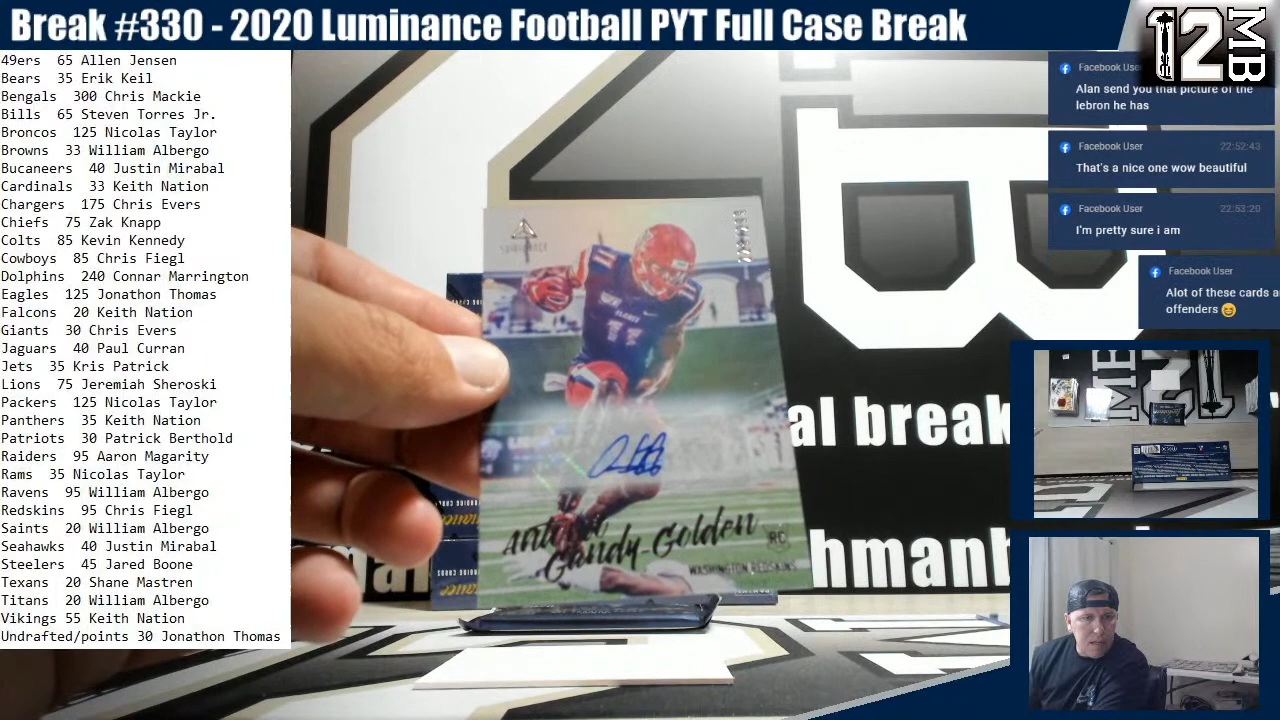 Break #330 - 2020 Luminance Football PYT Full Case Break
12
MB
49ers 65 Allen Jensen
Bears 35 Erik Keil
Bengals 300 Chris Mackie
Bills 65 Steven Torres Jr.
Broncos 125 Nicolas Taylor
Browns 33 William Albergo
Bucaneers 40 Justin Mirabal
Cardinals 33 Keith Nation
Chargers 175 Chris Evers
Chiefs 75 Zak Knapp
Colts 85 Kevin Kennedy
Cowboys 85 Chris Fiegl
Dolphins 240 Connar Marrington
Eagles 125 Jonathon Thomas
Falcons 20 Keith Nation
Giants 30 Chris Evers
Jaguars 40 Paul Curran
Jets 35 Kris Patrick
Lions 75 Jeremiah Sheroski
Packers 125 Nicolas Taylor
Panthers 35 Keith Nation
Patriots 30 Patrick Berthold
Raiders 95 Aaron Magarity
Rams 35 Nicolas Taylor
Ravens 95 William Albergo
Redskins 95 Chris Fiegl
Saints 20 William Albergo
Seahawks 40 Justin Mirabal
Steelers 45 Jared Boone
Texans 20 Shane Mastren
Titans 20 William Albergo
Vikings 55 Keith Nation
Undrafted/points 30 Jonathon Thomas
11
Gandy-Golden
RC
WASHINGTON REDSKINS
al break
hmanh
Facebook Use
Alan send you that picture of the
lebron he has
Facebook User 22:52:43
That's a nice one wow beautiful
Facebook User 22:53:20
I'm pretty sure i am
Facebook User
Alot of these cards a
offenders 😆
ME
12